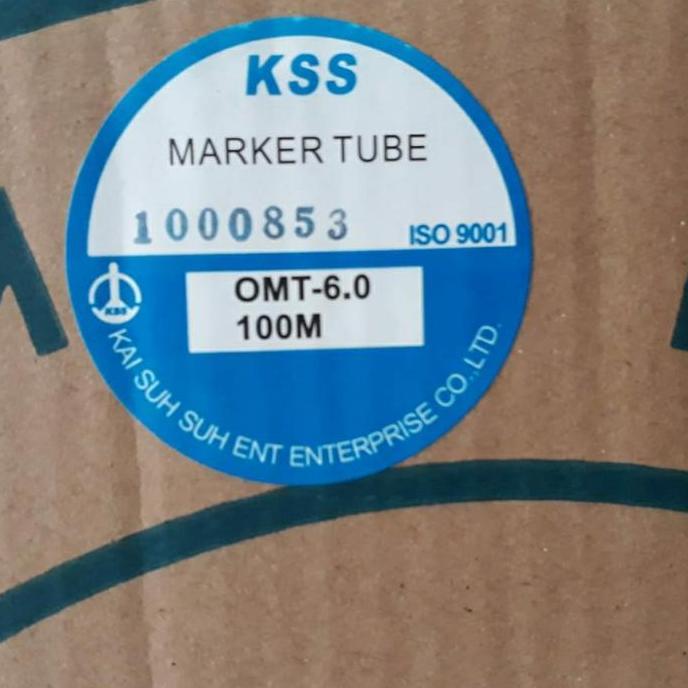 KSS
MARKER TUBE
1000853 ISO 9001
OMT-6.0
100M
KSS
KAI SUH SUH ENT ENTERPRISE CO.,LTD.